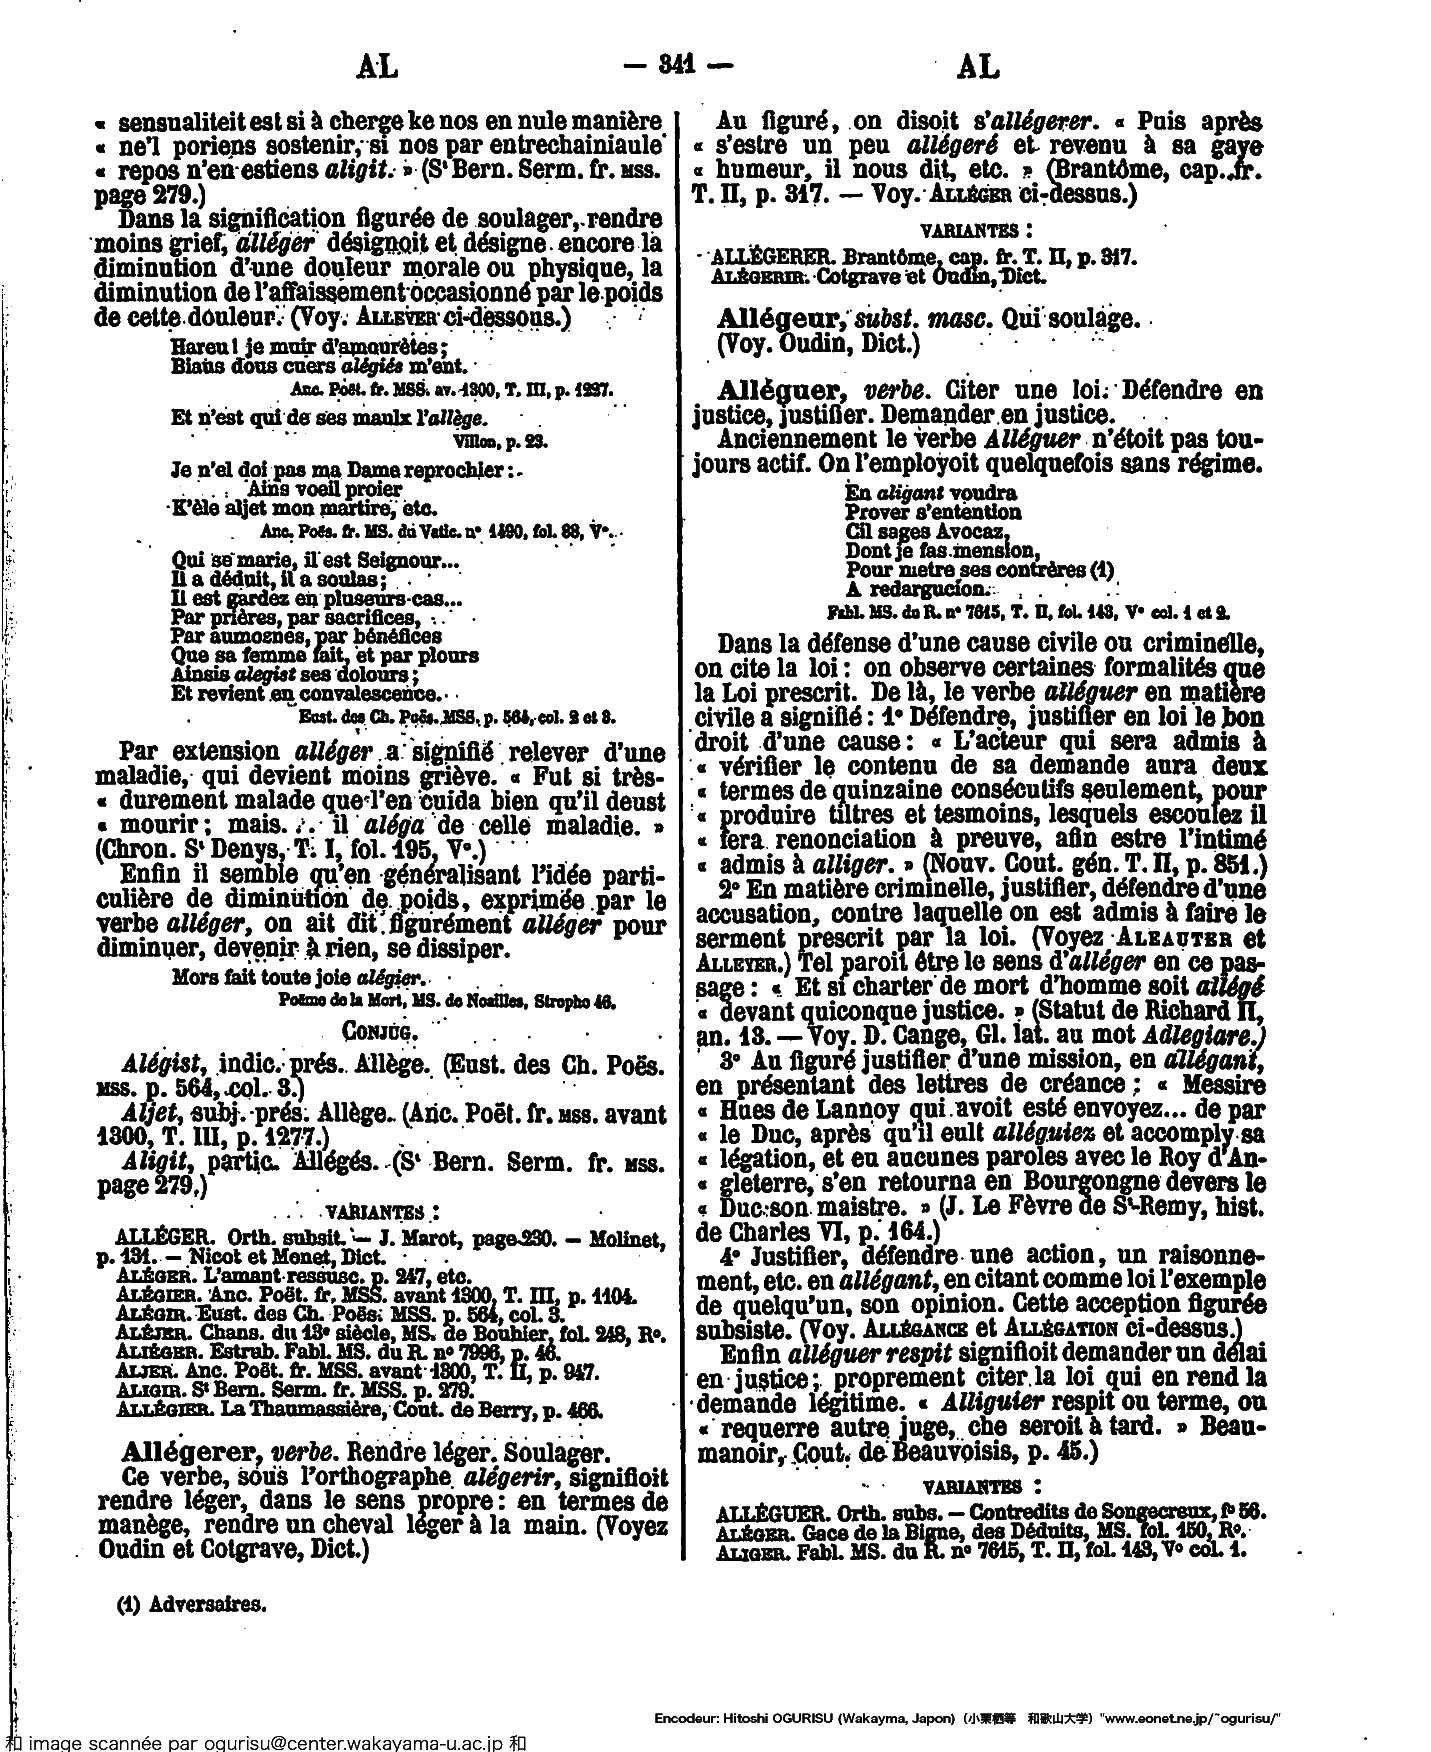 AL — 341 — AL
« sensualiteit est si à cherge ke nos en nule manière
« ne'l poriens sostenir, si nos par entrechainiaule
« repos n'en estiens aligit. » (St Bern. Serm. fr. MSS.
page 279.)
Dans la signification figurée de soulager, rendre
moins grief, alléger désignoit et désigne encore la
diminution d'une douleur morale ou physique, la
diminution de l'affaissement occasionné par le poids
de cette douleur. (Voy. ALLEYER ci-dessous.)
Hareu ! je muir d'amourètes ;
Biaus dous cuers alégiés m'ent.
Anc. Poët. fr. MSS. av. 1300, T. III, p. 1227.
Et n'est qui de ses maulx l'allège.
Villon, p. 23.
Je n'el doi pas ma Dame reprochier :
Ains voeil proier
K'èle aljet mon martire, etc.
Anc. Poës. fr. MS. du Vatic. n° 1490, fol. 88, V°.
Qui se marie, il est Seignour...
Il a déduit, il a soulas ;
Il est gardez en pluseurs cas...
Par prières, par sacrifices,
Par aumosnes, par bénéfices
Que sa femme fait, et par plours
Ainsis alegist ses dolours ;
Et revient en convalescence.
Eust. des Ch. Poës. MSS. p. 564, col. 2 et 3.
Par extension alléger a signifié relever d'une
maladie, qui devient moins griève. « Fut si très-
« durement malade que l'en cuida bien qu'il deust
« mourir ; mais... il aléga de celle maladie. »
(Chron. St Denys, T. I, fol. 195, V°.)
Enfin il semble qu'en généralisant l'idée parti-
culière de diminution de poids, exprimée par le
verbe alléger, on ait dit figurément alléger pour
diminuer, devenir à rien, se dissiper.
Mors fait toute joie alégier.
Poëme de la Mort, MS. de Noailles, Strophe 46.
CONJUG.
Alégist, indic. prés. Allège. (Eust. des Ch. Poës.
MSS. p. 564, col. 3.)
Aljet, subj. prés. Allège. (Anc. Poët. fr. MSS. avant
1300, T. III, p. 1277.)
Aligit, partic. Allégés. (St Bern. Serm. fr. MSS.
page 279.)
VARIANTES :
ALLÉGER. Orth. subsit. — J. Marot, page 230. — Molinet,
p. 131. — Nicot et Monet, Dict.
ALÉGER. L'amant ressusc. p. 247, etc.
ALÉGIER. Anc. Poët. fr. MSS. avant 1300, T. III, p. 1104.
ALÉGIR. Eust. des Ch. Poës. MSS. p. 564, col. 3.
ALÉJER. Chans. du 13e siècle, MS. de Bouhier, fol. 248, R°.
ALIÉGER. Estrub. Fabl. MS. du R. n° 7996, p. 46.
ALJER. Anc. Poët. fr. MSS. avant 1300, T. II, p. 947.
ALIGIR. St Bern. Serm. fr. MSS. p. 279.
ALLÉGIER. La Thaumassière, Cout. de Berry, p. 466.
Allégerer, verbe. Rendre léger. Soulager.
Ce verbe, sous l'orthographe alégerir, signifioit
rendre léger, dans le sens propre : en termes de
manège, rendre un cheval léger à la main. (Voyez
Oudin et Cotgrave, Dict.)
(1) Adversaires.
Au figuré, on disoit s'allégerer. « Puis après
« s'estre un peu allégeré et revenu à sa gaye
« humeur, il nous dit, etc. » (Brantôme, cap. fr.
T. II, p. 317. — Voy. ALLÉGER ci-dessus.)
VARIANTES :
ALLÉGERER. Brantôme, cap. fr. T. II, p. 317.
ALÉGERIR. Cotgrave et Oudin, Dict.
Allégeur, subst. masc. Qui soulage.
(Voy. Oudin, Dict.)
Alléguer, verbe. Citer une loi. Défendre en
justice, justifier. Demander en justice.
Anciennement le verbe Alléguer n'étoit pas tou-
jours actif. On l'employoit quelquefois sans régime.
En aligant voudra
Prover s'entention
Cil sages Avocaz,
Dont je fas mension,
Pour metre ses contrères (1)
A redargucion.
Fabl. MS. du R. n° 7615, T. II, fol. 143, V° col. 1 et 2.
Dans la défense d'une cause civile ou criminelle,
on cite la loi : on observe certaines formalités que
la Loi prescrit. De là, le verbe alléguer en matière
civile a signifié : 1° Défendre, justifier en loi le bon
droit d'une cause : « L'acteur qui sera admis à
« vérifier le contenu de sa demande aura deux
« termes de quinzaine consécutifs seulement, pour
« produire tiltres et tesmoins, lesquels escoulez il
« fera renonciation à preuve, afin estre l'intimé
« admis à alliger. » (Nouv. Cout. gén. T. II, p. 851.)
2° En matière criminelle, justifier, défendre d'une
accusation, contre laquelle on est admis à faire le
serment prescrit par la loi. (Voyez ALEAUTER et
ALLEYER.) Tel paroit être le sens d'alléger en ce pas-
sage : « Et si charter de mort d'homme soit allégé
« devant quiconque justice. » (Statut de Richard II,
an. 13. — Voy. D. Cange, Gl. lat. au mot Adlegiare.)
3° Au figuré justifier d'une mission, en allégant,
en présentant des lettres de créance ; « Messire
« Hues de Lannoy qui avoit esté envoyez... de par
« le Duc, après qu'il eult alléguiez et accomply sa
« légation, et eu aucunes paroles avec le Roy d'An-
« gleterre, s'en retourna en Bourgongne devers le
« Duc son maistre. » (J. Le Fèvre de St-Remy, hist.
de Charles VI, p. 164.)
4° Justifier, défendre une action, un raisonne-
ment, etc. en allégant, en citant comme loi l'exemple
de quelqu'un, son opinion. Cette acception figurée
subsiste. (Voy. ALLÉGANCE et ALLÉGATION ci-dessus.)
Enfin alléguer respit signifioit demander un délai
en justice ; proprement citer la loi qui en rend la
demande légitime. « Alliguier respit ou terme, ou
« requerre autre juge, che seroit à tard. » Beau-
manoir, Cout. de Beauvoisis, p. 45.)
VARIANTES :
ALLÉGUER. Orth. subs. — Contredits de Songecreux, f° 56.
ALÉGER. Gace de la Bigne, des Déduits, MS. fol. 150, R°.
ALIGER. Fabl. MS. du R. n° 7615, T. II, fol. 143, V° col. 1.
Encodeur: Hitoshi OGURISU (Wakayma, Japon) (小栗栖等 和歌山大学) "www.eonet.ne.jp/~ogurisu/"
和 image scannée par ogurisu@center.wakayama-u.ac.jp 和